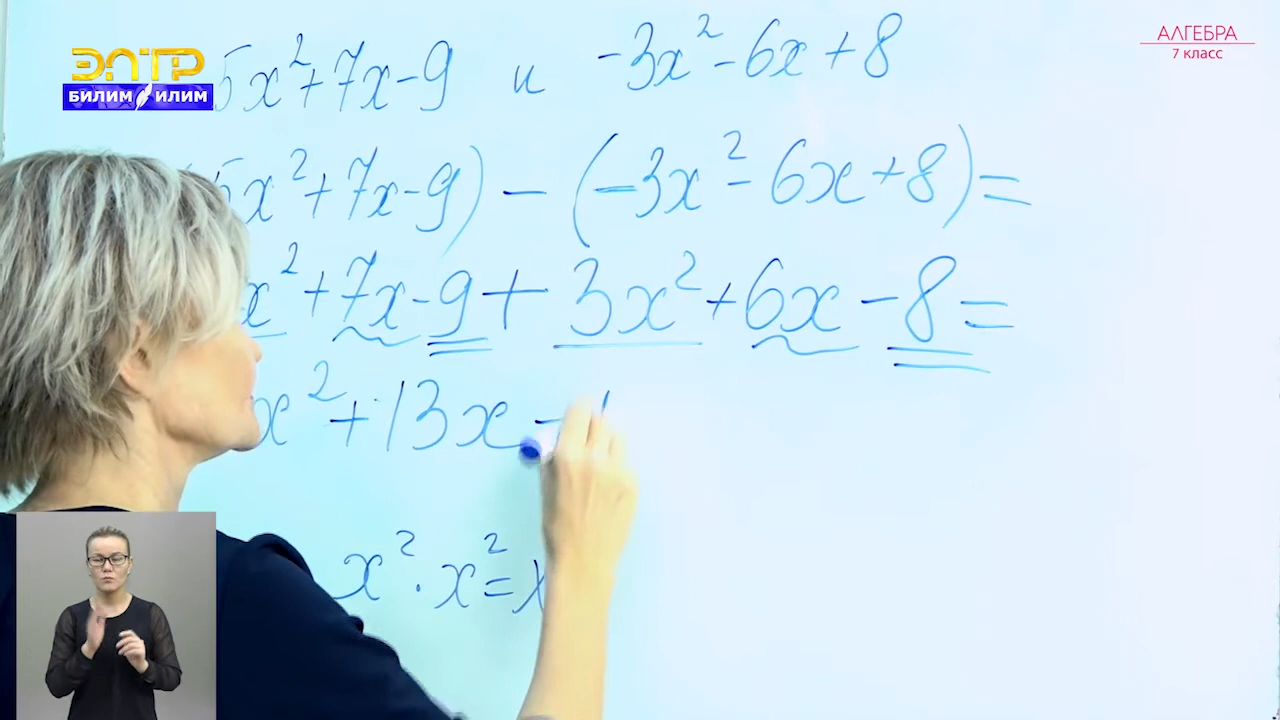 ЭЛТР
БИЛИМ ИЛИМ
АЛГЕБРА
7 класс
5x²+7x-9 и -3x²-6x+8
5x²+7x-9) - (-3x²-6x+8)=
x²+7x-9+3x²+6x-8=
x²+13x-1
x²·x²=x